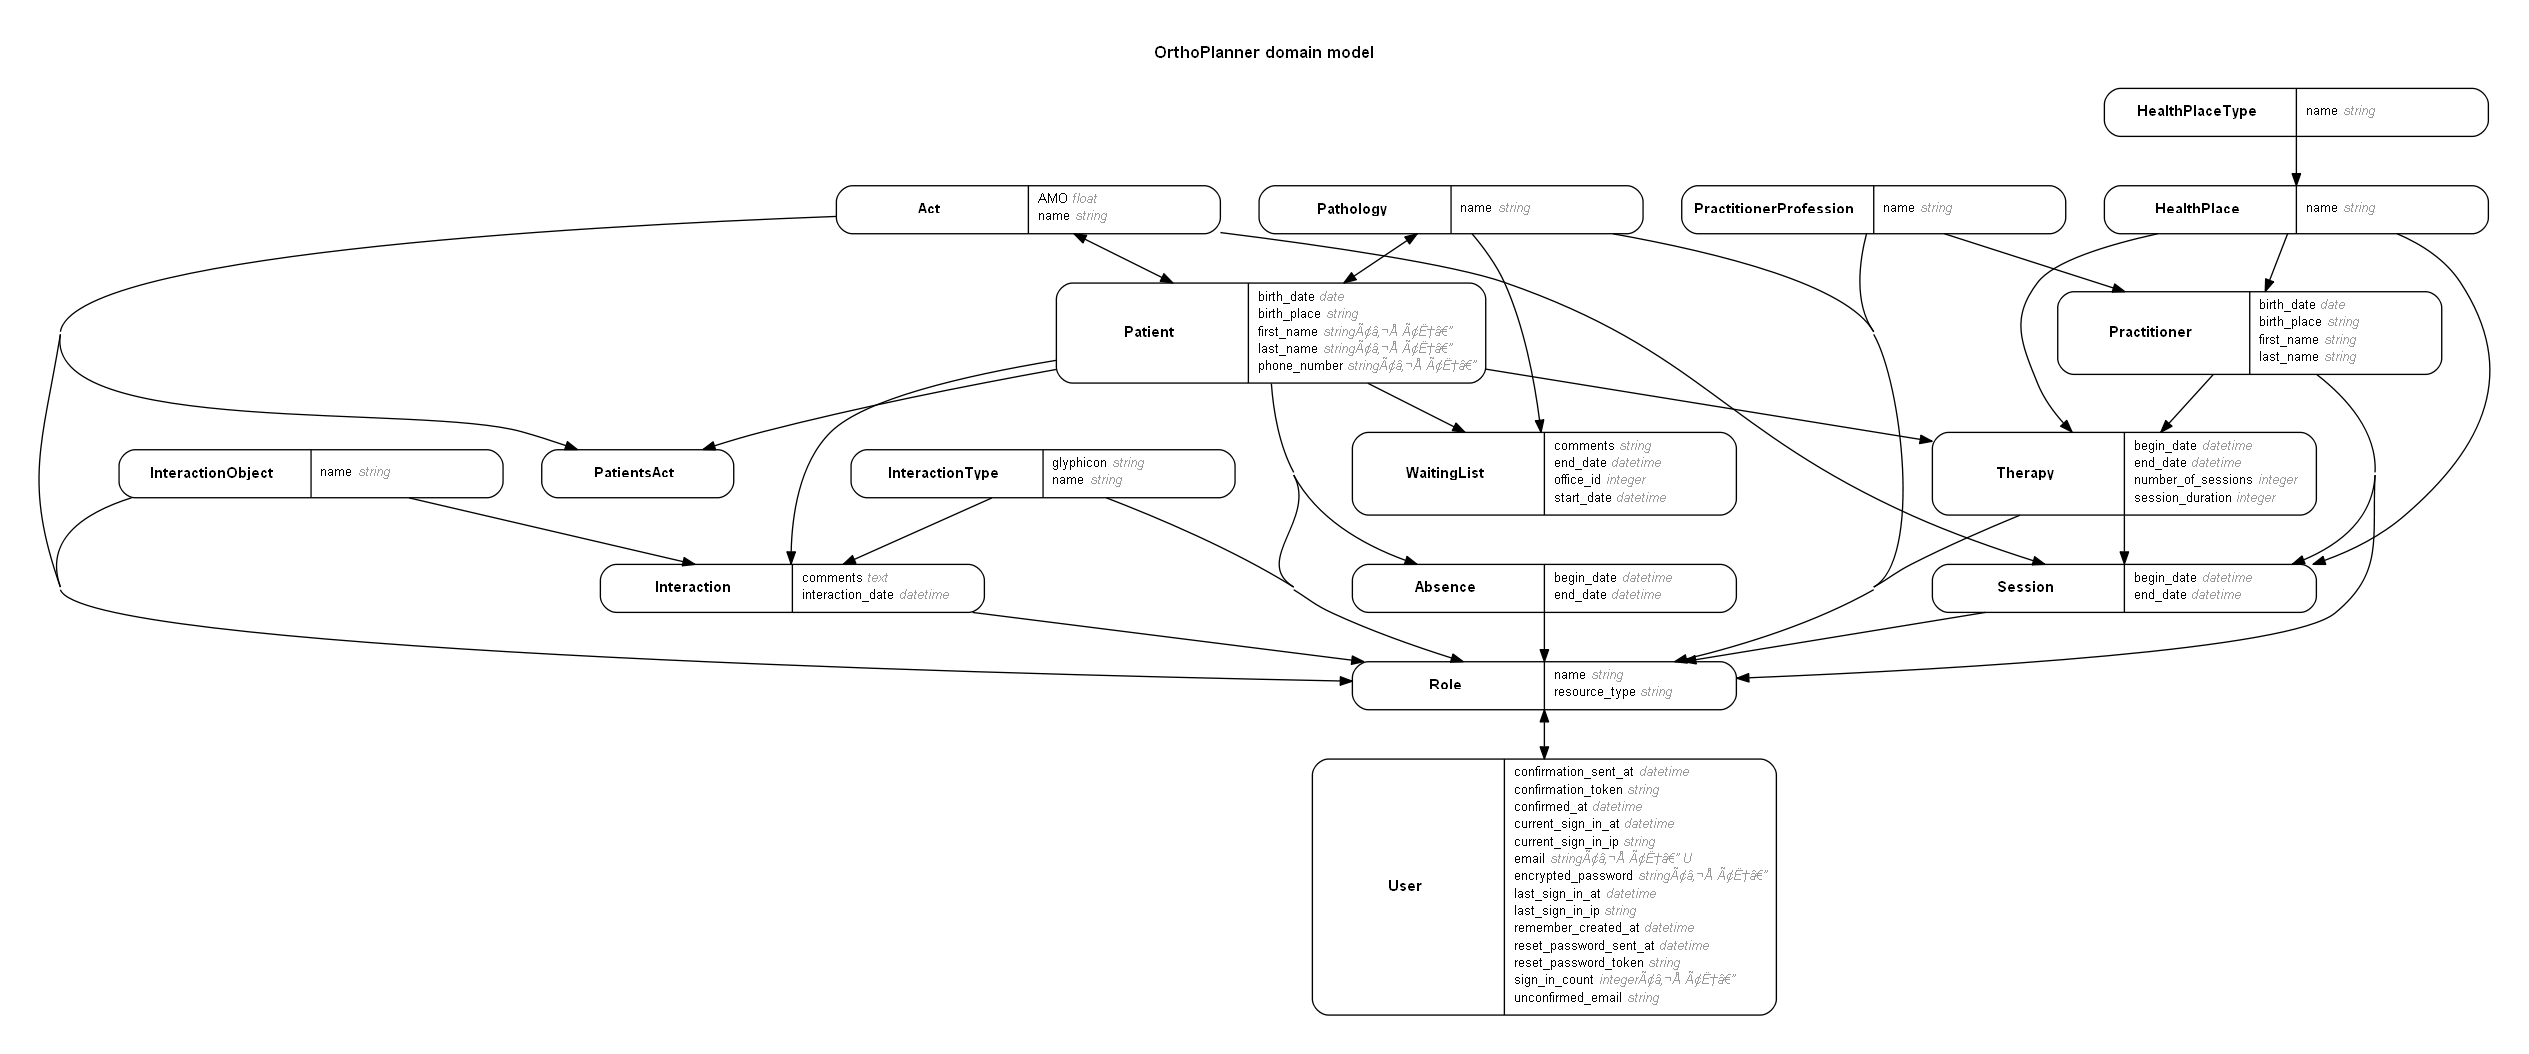 OrthoPlanner domain model
HealthPlaceType
name string
Act
AMO float
name string
Pathology
name string
PractitionerProfession
name string
HealthPlace
name string
Patient
birth_date date
birth_place string
first_name stringÃ¢â‚¬Å Ã¢Ë†â€”
last_name stringÃ¢â‚¬Å Ã¢Ë†â€”
phone_number stringÃ¢â‚¬Å Ã¢Ë†â€”
Practitioner
birth_date date
birth_place string
first_name string
last_name string
InteractionObject
name string
PatientsAct
InteractionType
glyphicon string
name string
WaitingList
comments string
end_date datetime
office_id integer
start_date datetime
Therapy
begin_date datetime
end_date datetime
number_of_sessions integer
session_duration integer
Interaction
comments text
interaction_date datetime
Absence
begin_date datetime
end_date datetime
Session
begin_date datetime
end_date datetime
Role
name string
resource_type string
User
confirmation_sent_at datetime
confirmation_token string
confirmed_at datetime
current_sign_in_at datetime
current_sign_in_ip string
email stringÃ¢â‚¬Å Ã¢Ë†â€” U
encrypted_password stringÃ¢â‚¬Å Ã¢Ë†â€”
last_sign_in_at datetime
last_sign_in_ip string
remember_created_at datetime
reset_password_sent_at datetime
reset_password_token string
sign_in_count integerÃ¢â‚¬Å Ã¢Ë†â€”
unconfirmed_email string